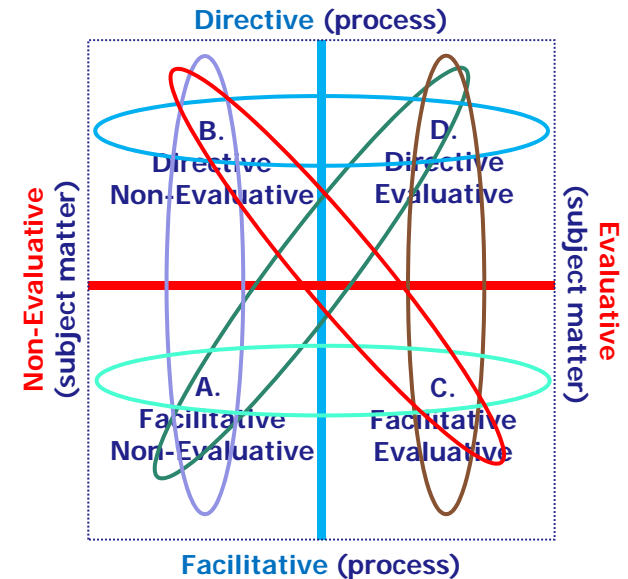 Directive (process)
B.
Directive
Non-Evaluative
D.
Directive
Evaluative
Non-Evaluative
(subject matter)
Evaluative
(subject matter)
A.
Facilitative
Non-Evaluative
C.
Facilitative
Evaluative
Facilitative (process)